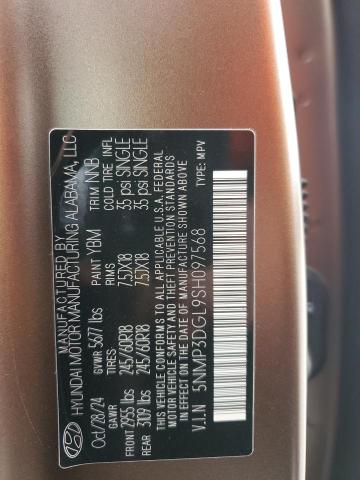 MANUFACTURED BY
HYUNDAI MOTOR MANUFACTURING ALABAMA, LLC
Oct/28/24 GVWR 5677 lbs PAINT YBM TRIM NNB
GAWR TIRES RIMS COLD TIRE INFL
FRONT 2955 lbs 245/60R18 7.5JX18 35 psi SINGLE
REAR 3109 lbs 245/60R18 7.5JX18 35 psi SINGLE
THIS VEHICLE CONFORMS TO ALL APPLICABLE U.S.A. FEDERAL
MOTOR VEHICLE SAFETY, BUMPER, AND THEFT PREVENTION STANDARDS IN
EFFECT ON THE DATE OF MANUFACTURE SHOWN ABOVE.
V.I.N 5NMP3DGL9SH097568 TYPE: MPV